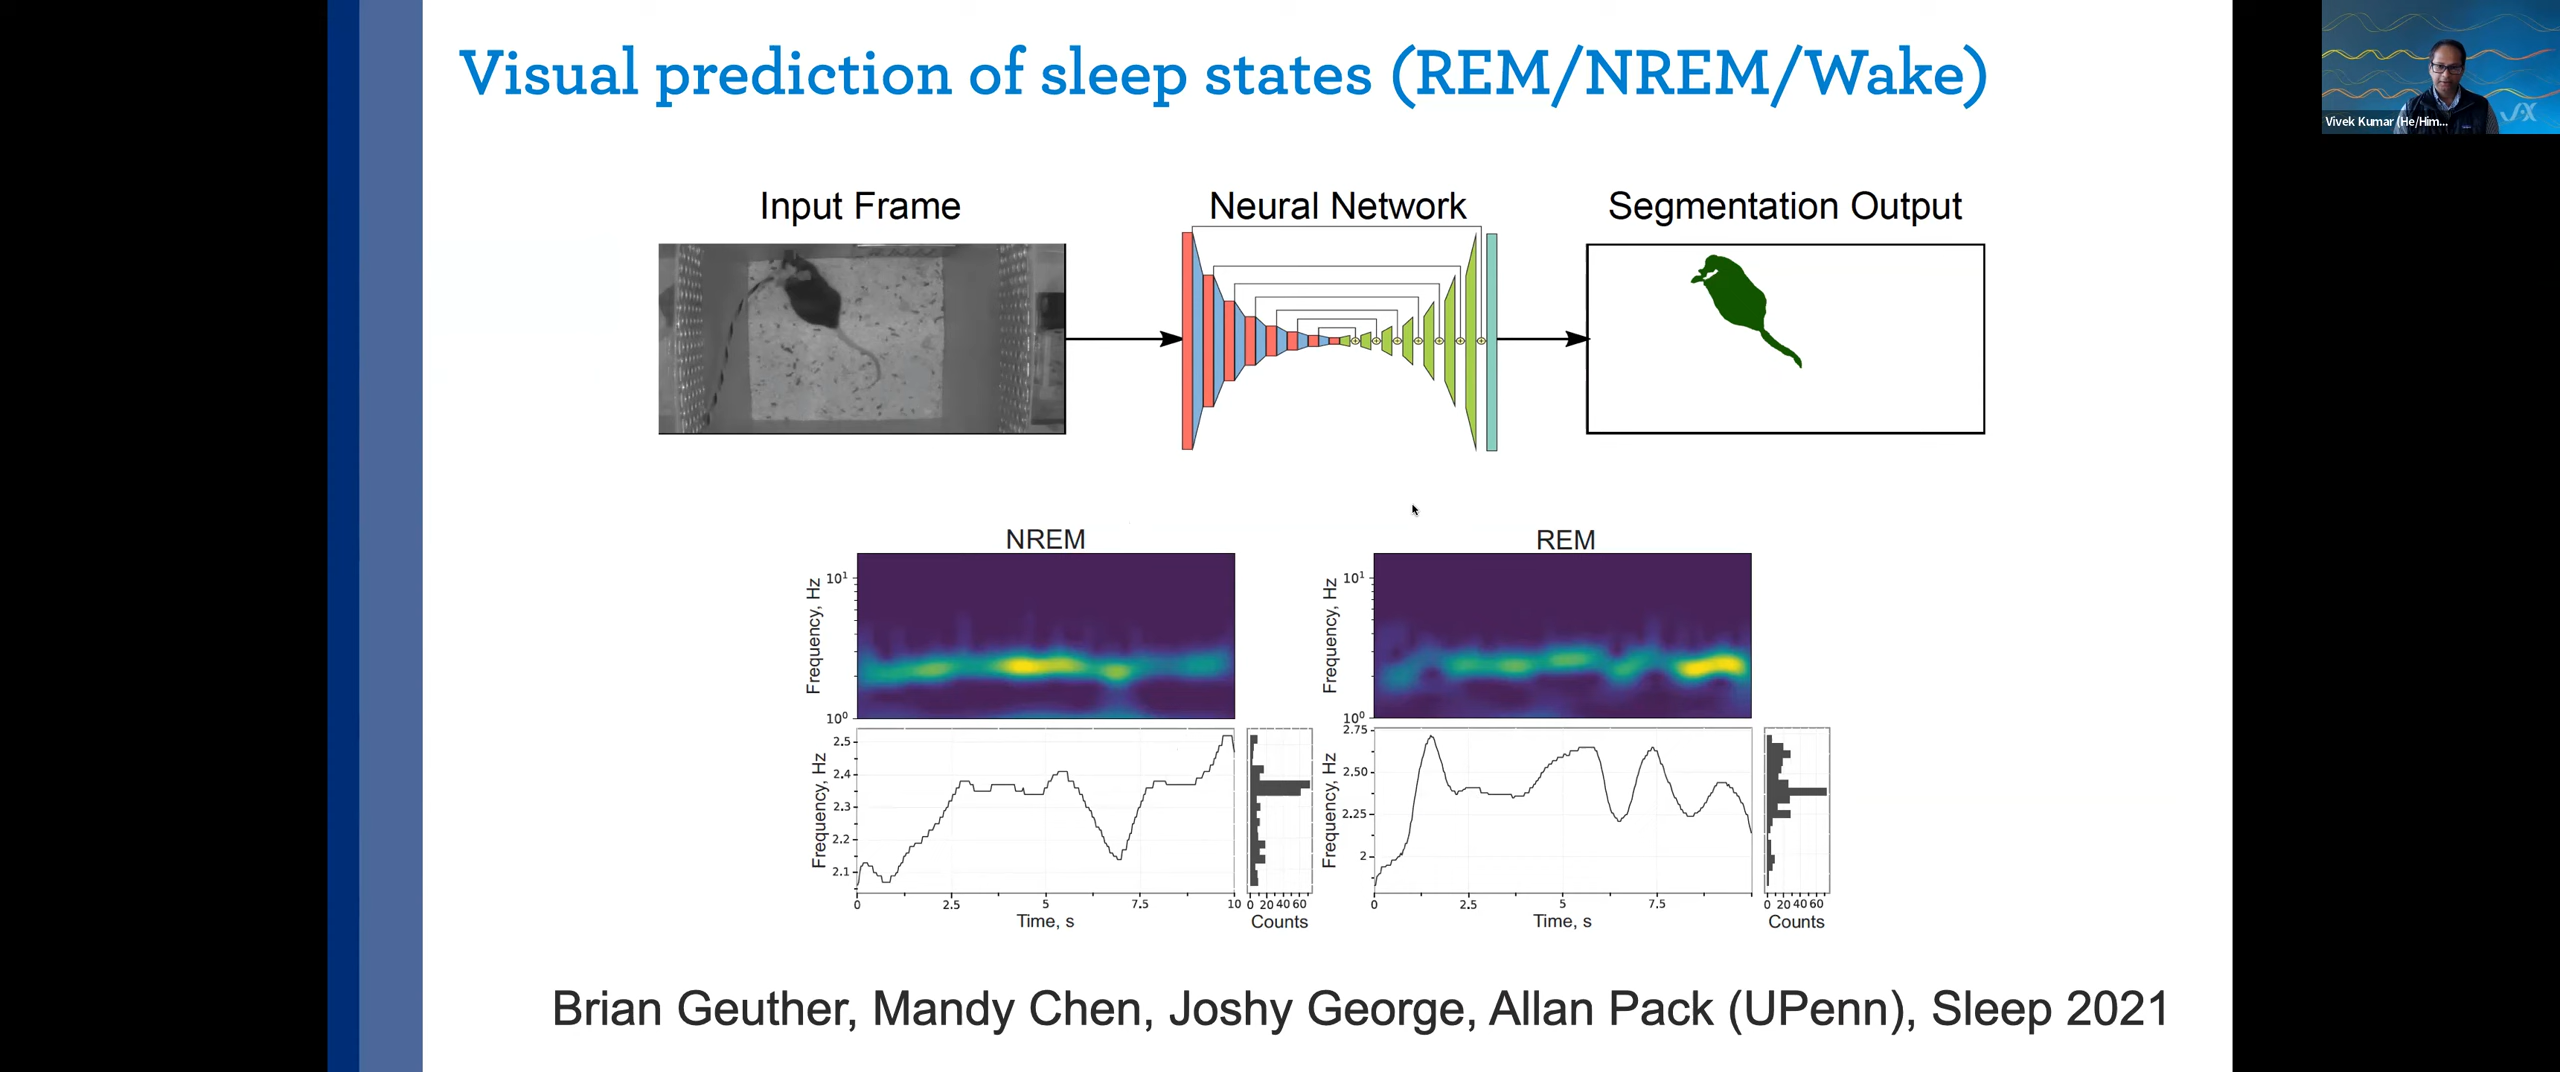 Visual prediction of sleep states (REM/NREM/Wake)
Vivek Kumar (He/Him...
JAX
Input Frame
Neural Network
Segmentation Output
NREM
REM
Frequency, Hz
10¹
10⁰
Frequency, Hz
10¹
10⁰
Frequency, Hz
2.5
2.4
2.3
2.2
2.1
0
2.5
5
7.5
10
Time, s
0 20 40 60
Counts
Frequency, Hz
2.75
2.50
2.25
2
0
2.5
5
7.5
Time, s
0 20 40 60
Counts
Brian Geuther, Mandy Chen, Joshy George, Allan Pack (UPenn), Sleep 2021